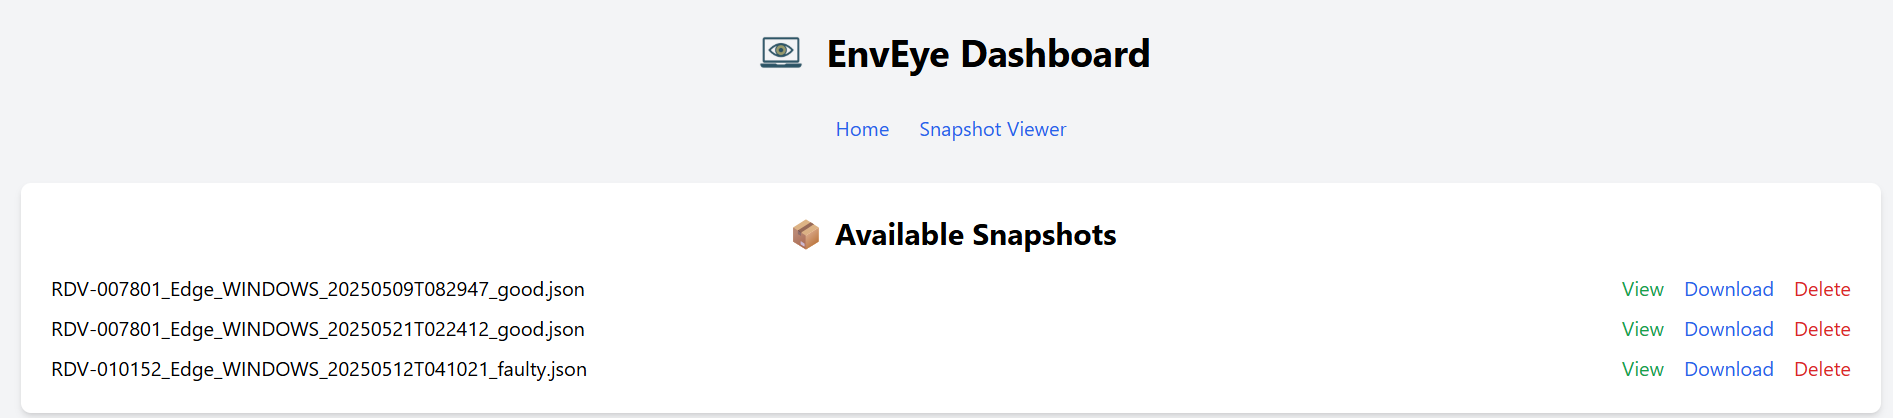 EnvEye Dashboard
Home Snapshot Viewer
Available Snapshots
RDV-007801_Edge_WINDOWS_20250509T082947_good.json View Download Delete
RDV-007801_Edge_WINDOWS_20250521T022412_good.json View Download Delete
RDV-010152_Edge_WINDOWS_20250512T041021_faulty.json View Download Delete